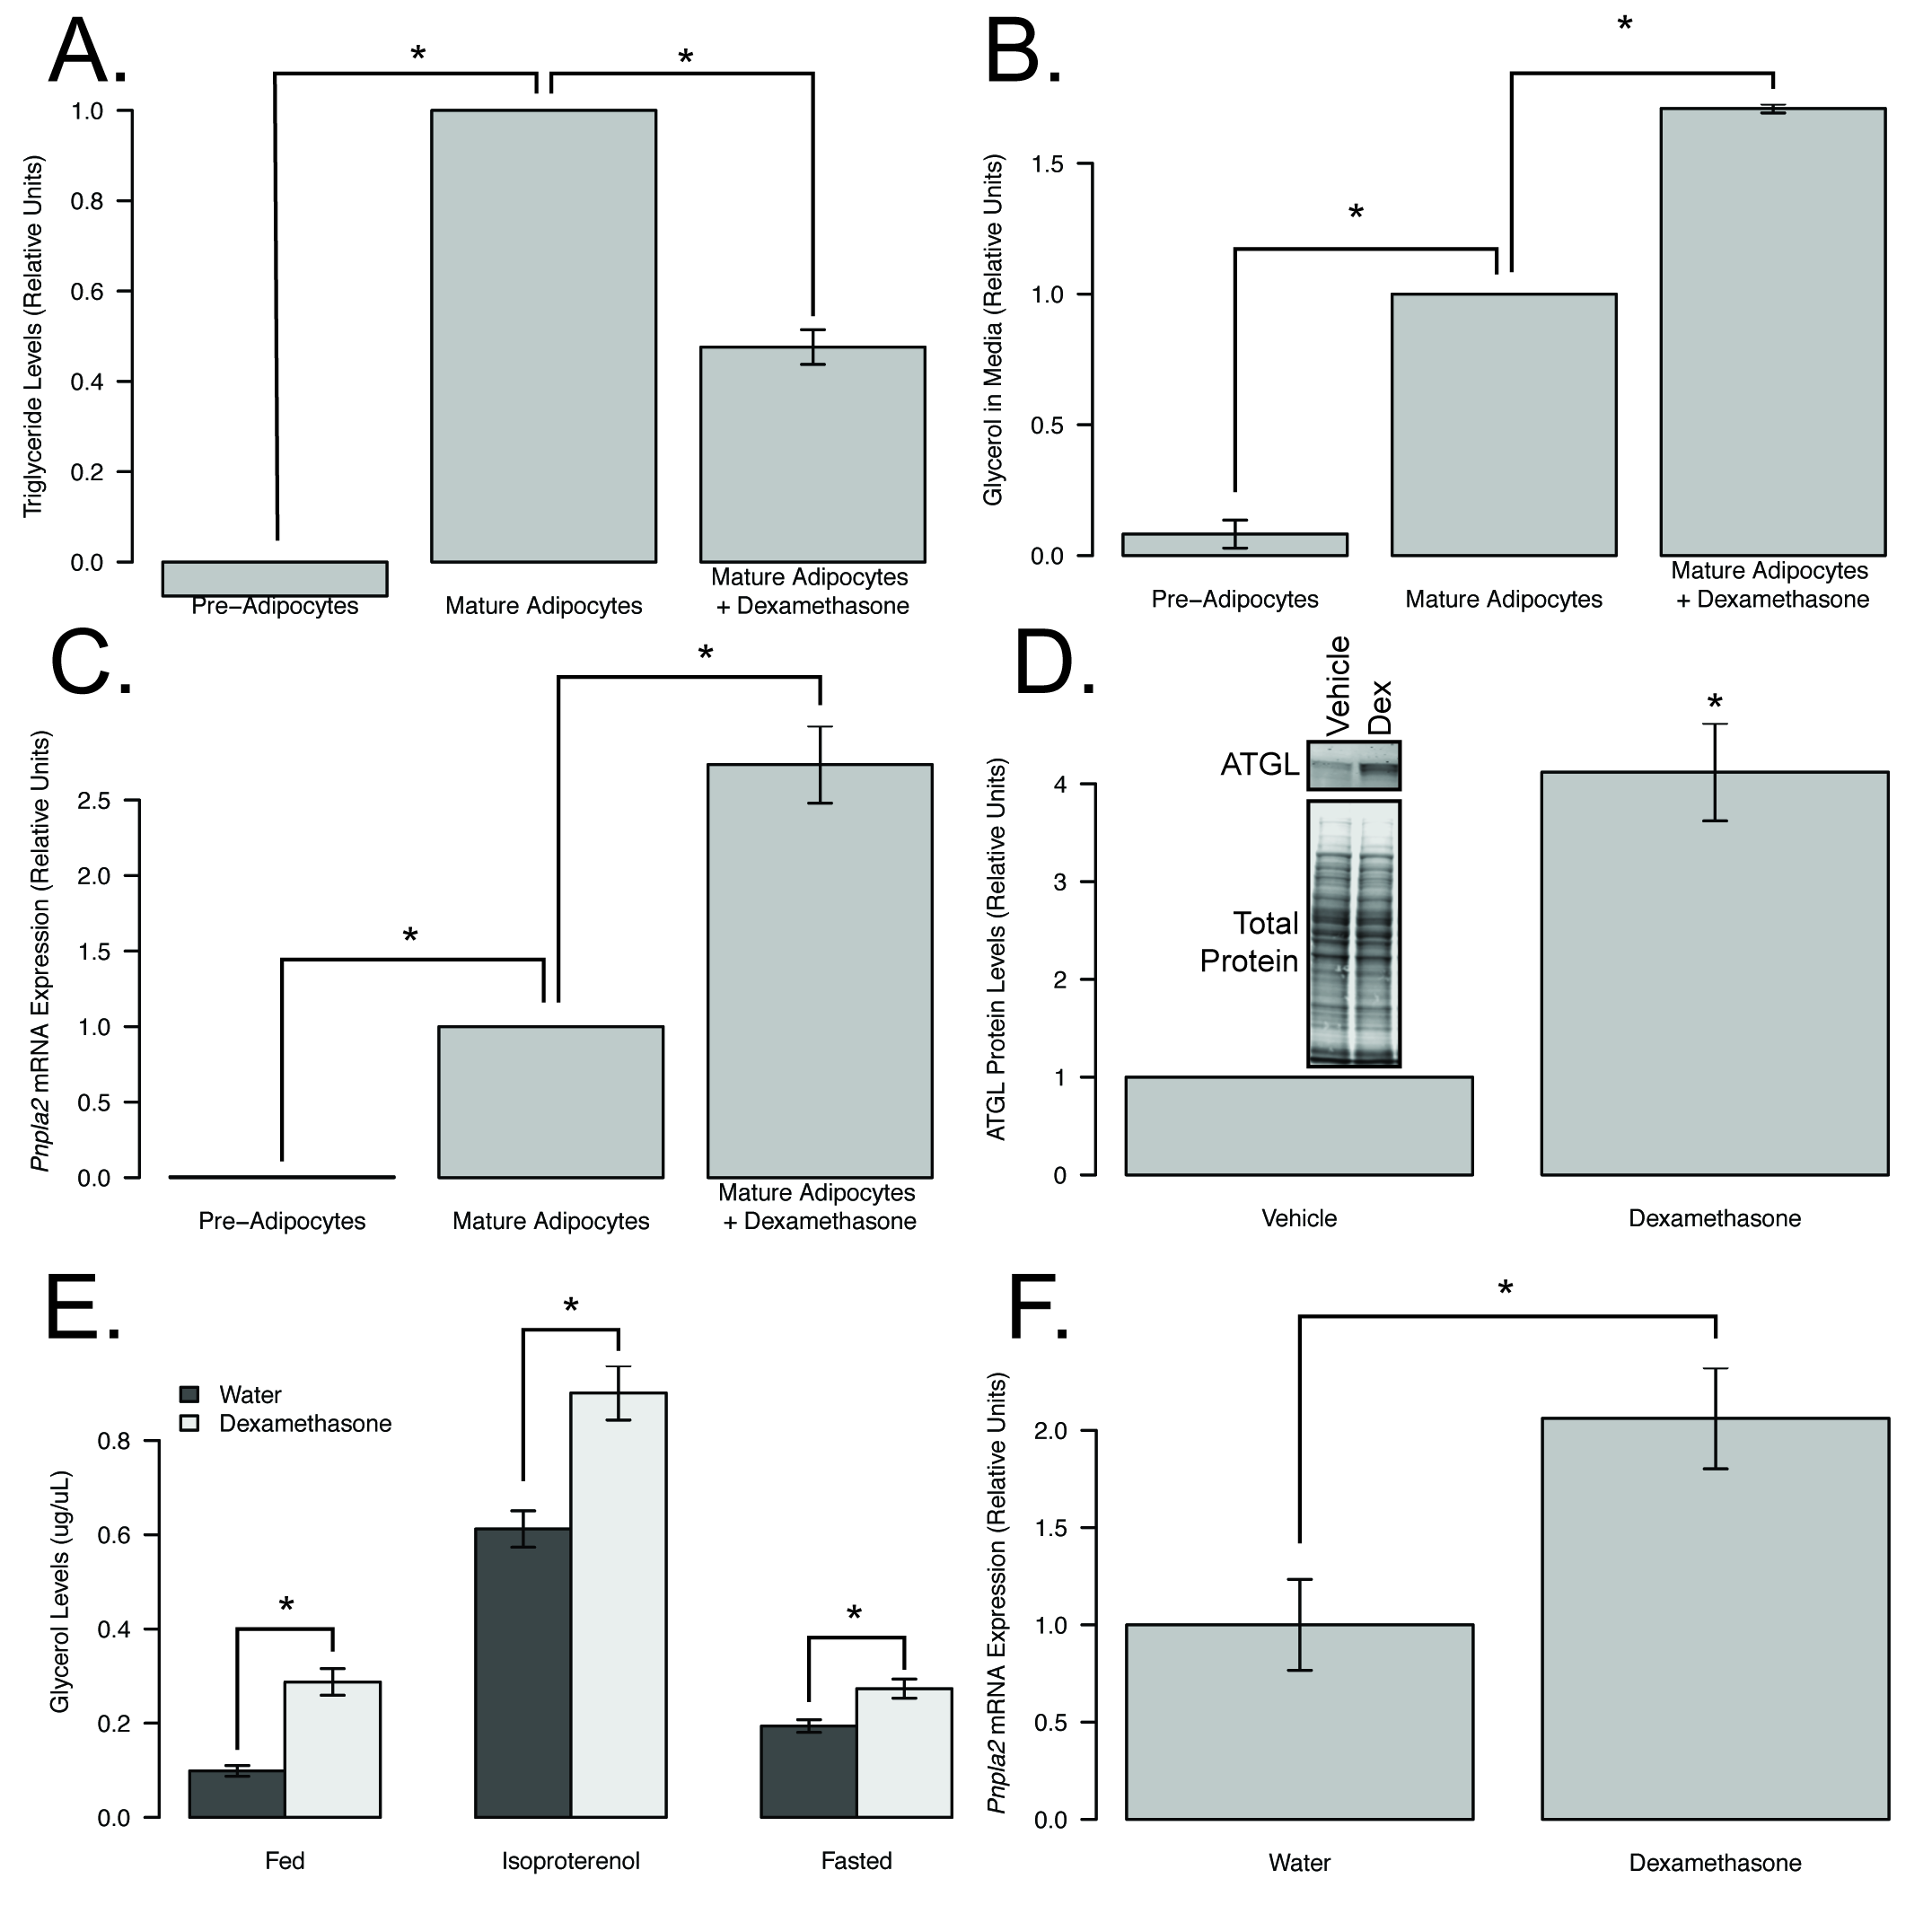 A.
*
*
Triglyceride Levels (Relative Units)
1.0
0.8
0.6
0.4
0.2
0.0
Pre−Adipocytes
Mature Adipocytes
Mature Adipocytes
+ Dexamethasone
B.
*
*
Glycerol in Media (Relative Units)
1.5
1.0
0.5
0.0
Pre−Adipocytes
Mature Adipocytes
Mature Adipocytes
+ Dexamethasone
C.
*
*
Pnpla2 mRNA Expression (Relative Units)
2.5
2.0
1.5
1.0
0.5
0.0
Pre−Adipocytes
Mature Adipocytes
Mature Adipocytes
+ Dexamethasone
D.
Vehicle
Dex
*
ATGL
Total
Protein
ATGL Protein Levels (Relative Units)
4
3
2
1
0
Vehicle
Dexamethasone
E.
*
*
*
Water
Dexamethasone
Glycerol Levels (ug/uL)
0.8
0.6
0.4
0.2
0.0
Fed
Isoproterenol
Fasted
F.
*
Pnpla2 mRNA Expression (Relative Units)
2.0
1.5
1.0
0.5
0.0
Water
Dexamethasone